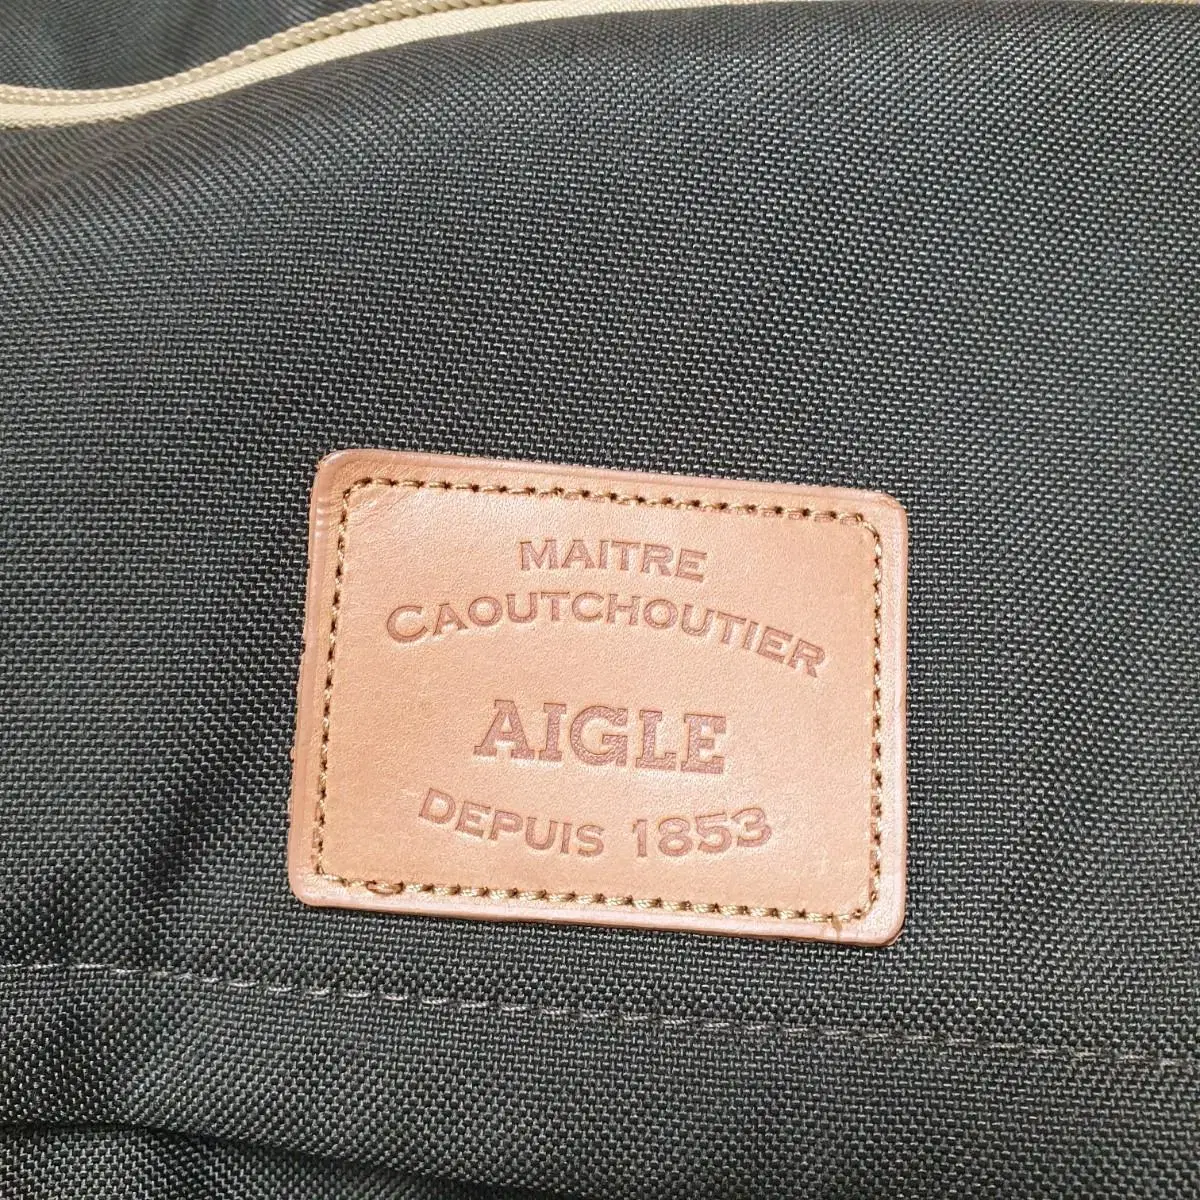 MAITRE
CAOUTCHOUTIER
AIGLE
DEPUIS 1853